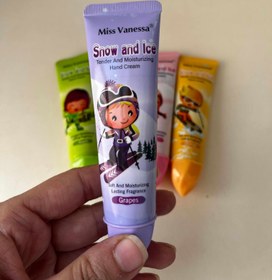 Miss Vanessa®
Snow and Ice
Tender And Moisturizing
Hand Cream
Soft And Moisturizing
Lasting Fragrance
Grapes